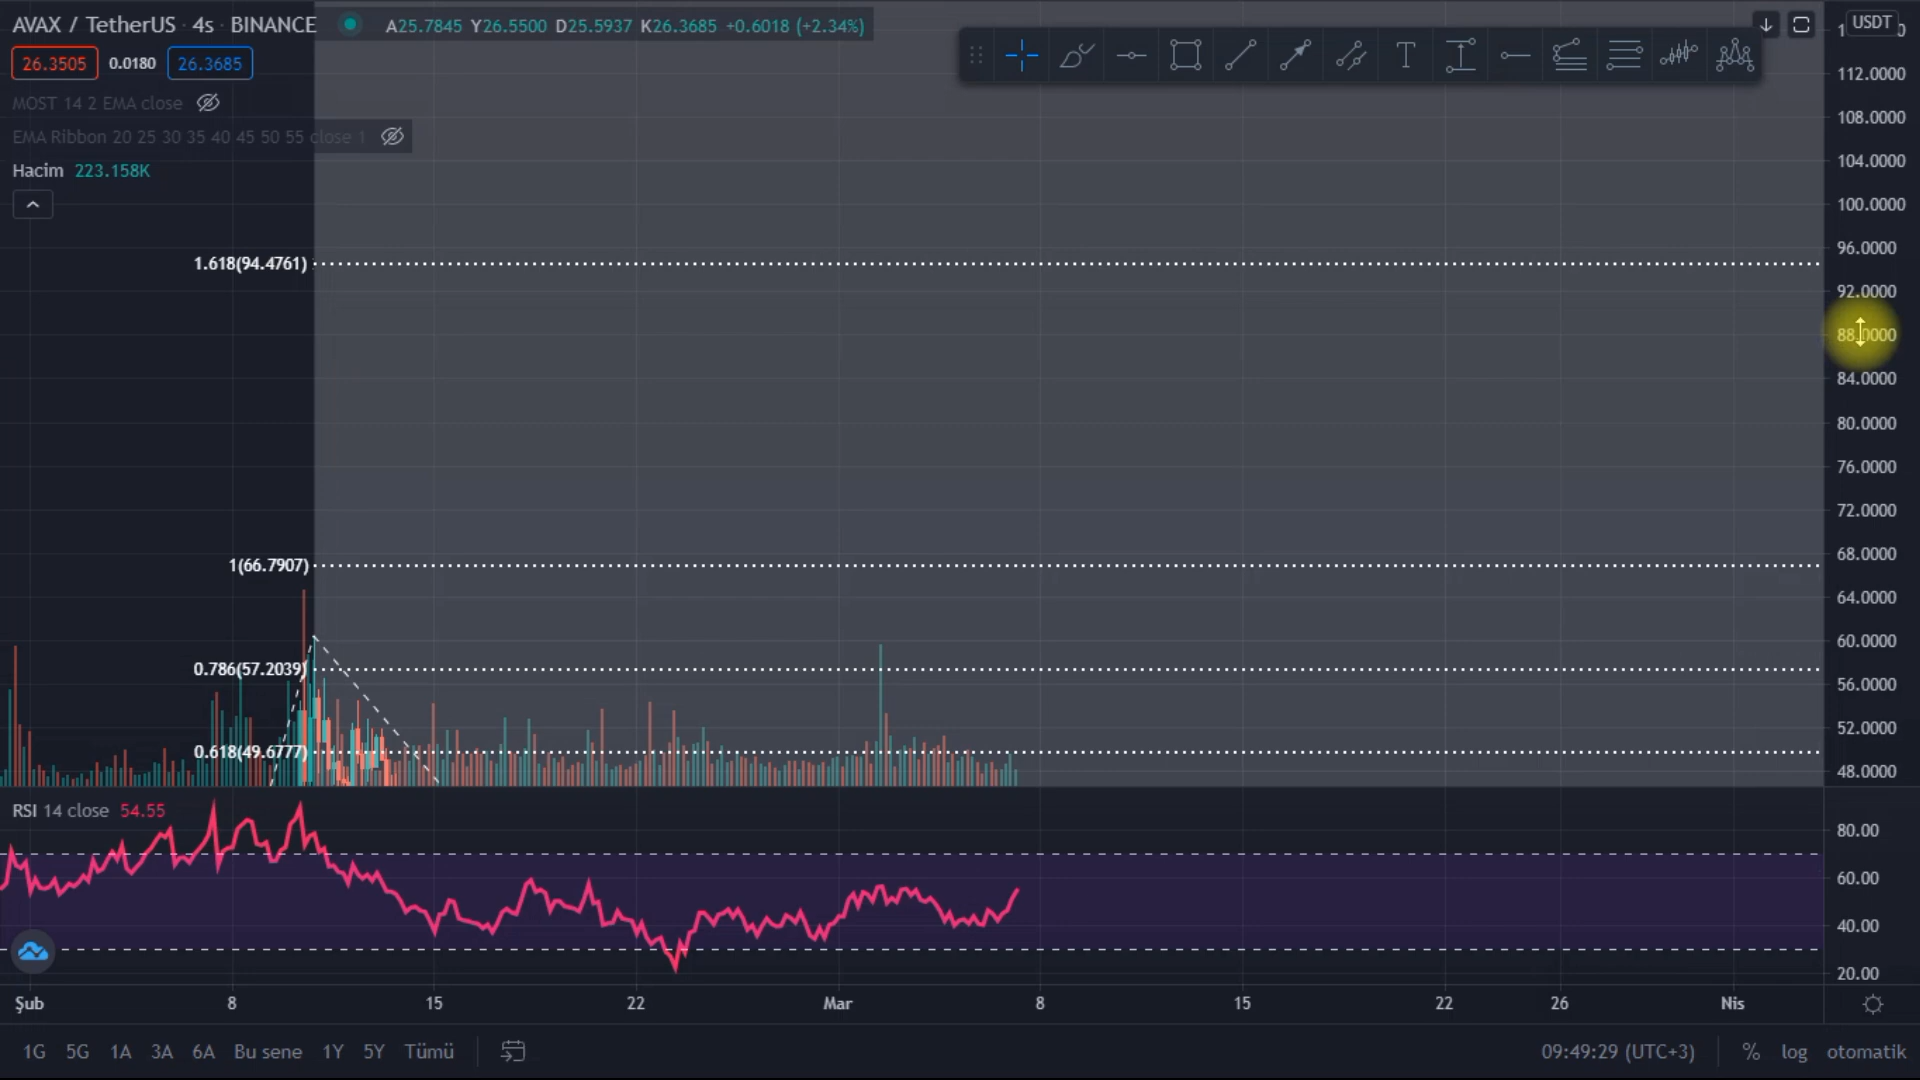 AVAX / TetherUS · 4s · BINANCE A25.7845 Y26.5500 D25.5937 K26.3685 +0.6018 (+2.34%)
USDT
26.3505 0.0180 26.3685
MOST 14 2 EMA close
EMA Ribbon 20 25 30 35 40 45 50 55 close 1
Hacim 223.158K
112.0000
108.0000
104.0000
100.0000
96.0000
1.618(94.4761)
92.0000
88.0000
84.0000
80.0000
76.0000
72.0000
68.0000
1(66.7907)
64.0000
60.0000
0.786(57.2039)
56.0000
52.0000
0.618(49.6777)
48.0000
RSI 14 close 54.55
80.00
60.00
40.00
20.00
Şub 8 15 22 Mar 8 15 22 26 Nis
1G 5G 1A 3A 6A Bu sene 1Y 5Y Tümü 09:49:29 (UTC+3) % log otomatik